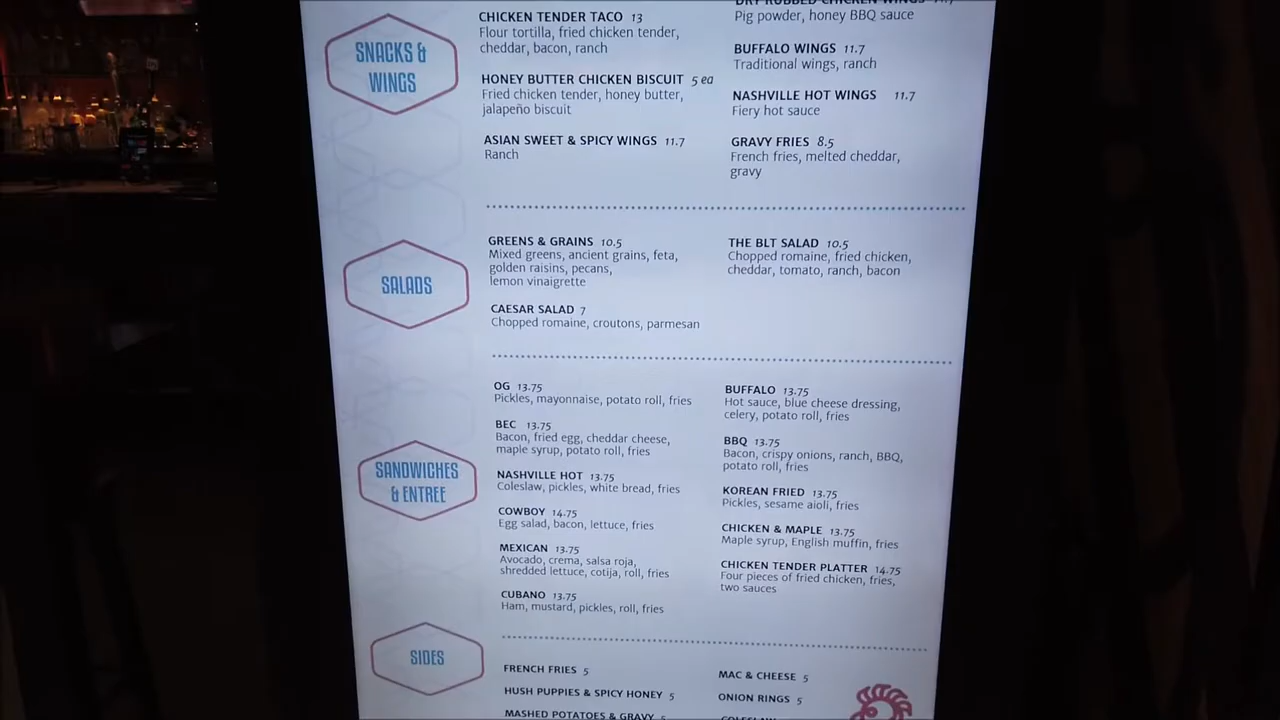 SNACKS &
WINGS
CHICKEN TENDER TACO 13
Flour tortilla, fried chicken tender,
cheddar, bacon, ranch
HONEY BUTTER CHICKEN BISCUIT 5 ea
Fried chicken tender, honey butter,
jalapeño biscuit
ASIAN SWEET & SPICY WINGS 11.7
Ranch
DRY RUBBED CHICKEN WINGS 11.7
Pig powder, honey BBQ sauce
BUFFALO WINGS 11.7
Traditional wings, ranch
NASHVILLE HOT WINGS 11.7
Fiery hot sauce
GRAVY FRIES 8.5
French fries, melted cheddar,
gravy
SALADS
GREENS & GRAINS 10.5
Mixed greens, ancient grains, feta,
golden raisins, pecans,
lemon vinaigrette
CAESAR SALAD 7
Chopped romaine, croutons, parmesan
THE BLT SALAD 10.5
Chopped romaine, fried chicken,
cheddar, tomato, ranch, bacon
SANDWICHES
& ENTREE
OG 13.75
Pickles, mayonnaise, potato roll, fries
BEC 13.75
Bacon, fried egg, cheddar cheese,
maple syrup, potato roll, fries
NASHVILLE HOT 13.75
Coleslaw, pickles, white bread, fries
COWBOY 14.75
Egg salad, bacon, lettuce, fries
MEXICAN 13.75
Avocado, crema, salsa roja,
shredded lettuce, cotija, roll, fries
CUBANO 13.75
Ham, mustard, pickles, roll, fries
BUFFALO 13.75
Hot sauce, blue cheese dressing,
celery, potato roll, fries
BBQ 13.75
Bacon, crispy onions, ranch, BBQ,
potato roll, fries
KOREAN FRIED 13.75
Pickles, sesame aioli, fries
CHICKEN & MAPLE 13.75
Maple syrup, English muffin, fries
CHICKEN TENDER PLATTER 14.75
Four pieces of fried chicken, fries,
two sauces
SIDES
FRENCH FRIES 5
HUSH PUPPIES & SPICY HONEY 5
MASHED POTATOES & GRAVY 5
MAC & CHEESE 5
ONION RINGS 5
COLESLAW